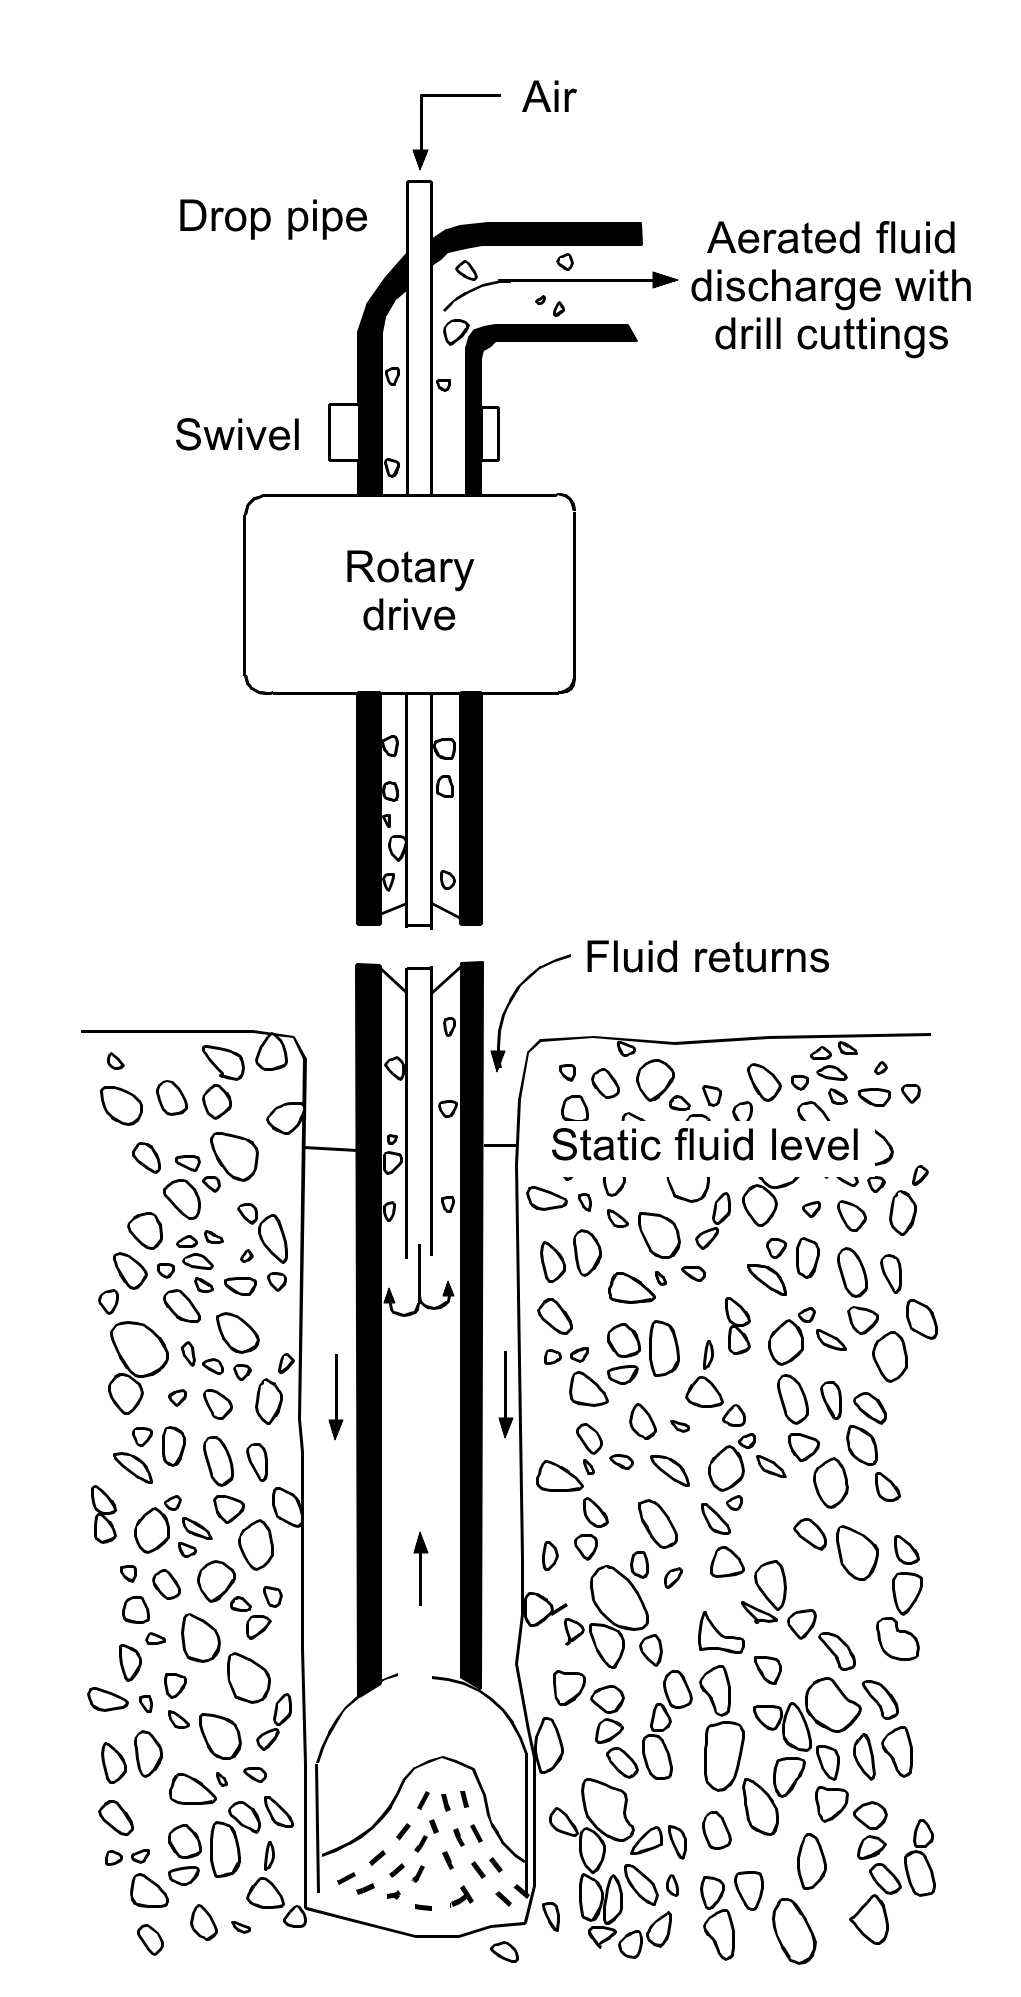 Air
Drop pipe
Aerated fluid
discharge with
drill cuttings
Swivel
Rotary
drive
Fluid returns
Static fluid level